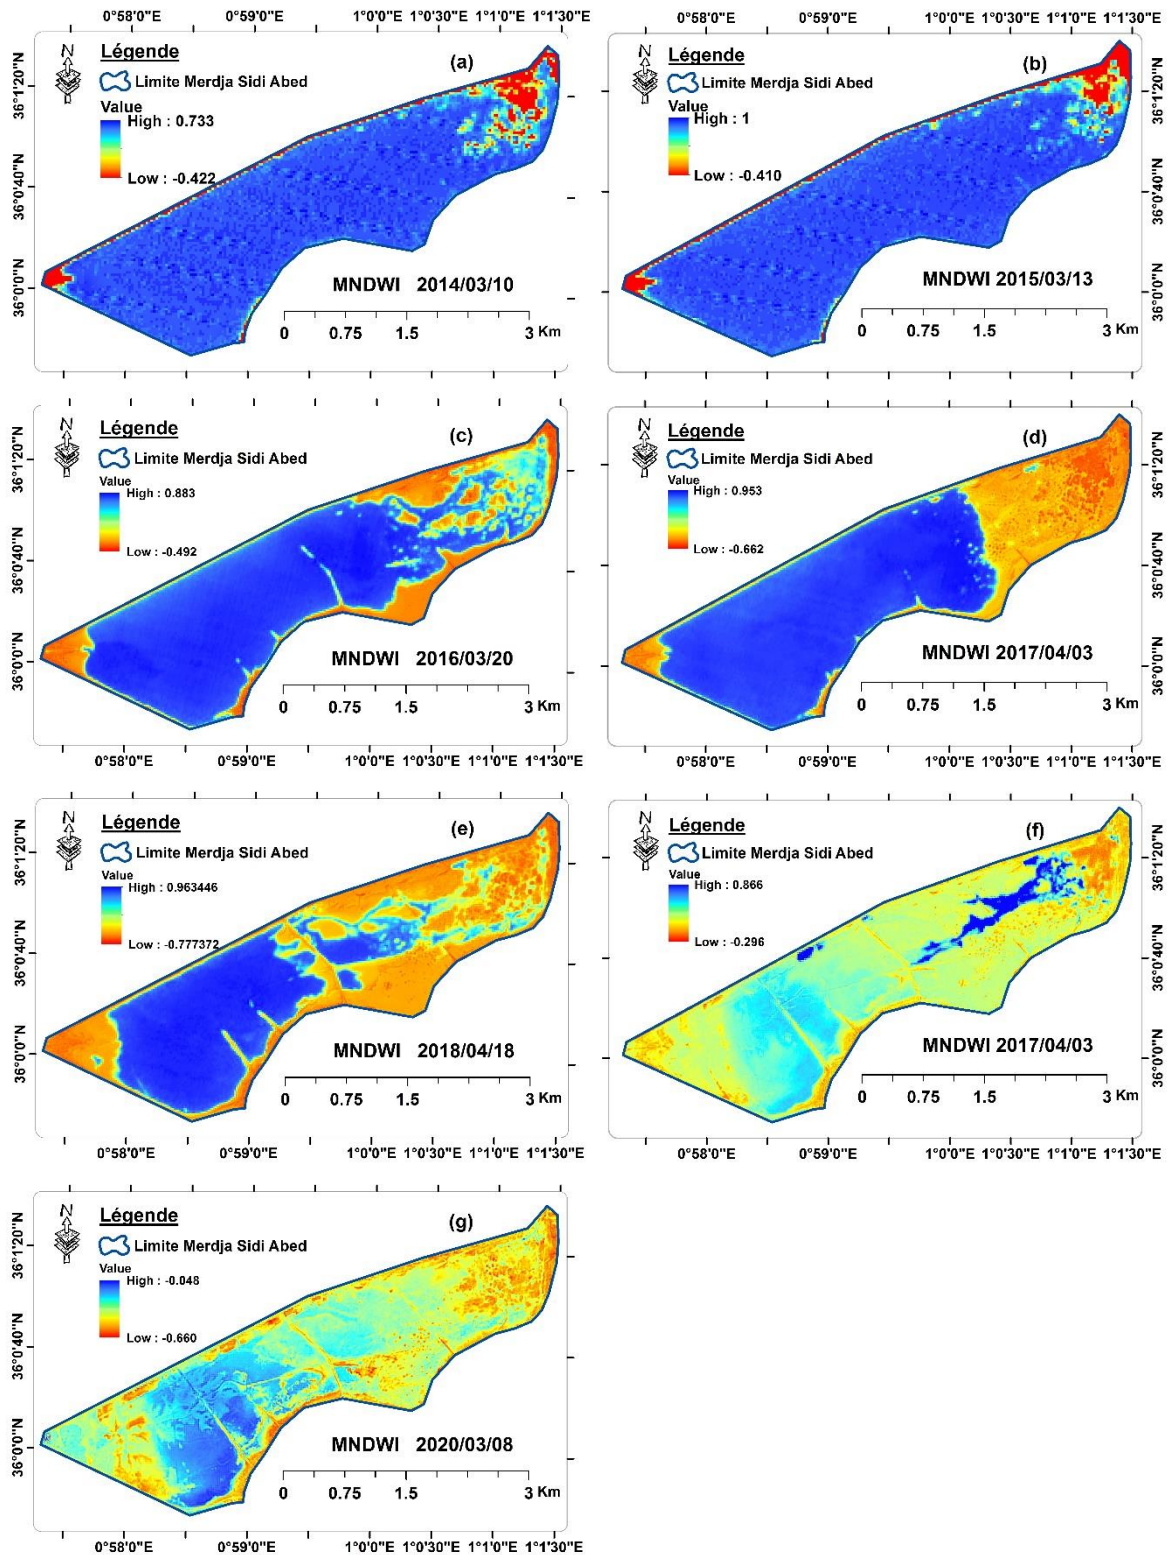 0°58'0"E 0°59'0"E 1°0'0"E 1°0'30"E 1°1'0"E 1°1'30"E
0°58'0"E 0°59'0"E 1°0'0"E 1°0'30"E 1°1'0"E 1°1'30"E
36°1'20"N
36°0'40"N
36°0'0"N
N
Légende
(a)
Limite Merdja Sidi Abed
Value
High : 0.733
Low : -0.422
MNDWI 2014/03/10
0 0.75 1.5 3 Km
N
Légende
(b)
Limite Merdja Sidi Abed
Value
High : 1
Low : -0.410
MNDWI 2015/03/13
0 0.75 1.5 3 Km
36°1'20"N
36°0'40"N
36°0'0"N
36°1'20"N
36°0'40"N
36°0'0"N
N
Légende
(c)
Limite Merdja Sidi Abed
Value
High : 0.883
Low : -0.492
MNDWI 2016/03/20
0 0.75 1.5 3 Km
N
Légende
(d)
Limite Merdja Sidi Abed
Value
High : 0.953
Low : -0.662
MNDWI 2017/04/03
0 0.75 1.5 3 Km
36°1'20"N
36°0'40"N
36°0'0"N
0°58'0"E 0°59'0"E 1°0'0"E 1°0'30"E 1°1'0"E 1°1'30"E
0°58'0"E 0°59'0"E 1°0'0"E 1°0'30"E 1°1'0"E 1°1'30"E
36°1'20"N
36°0'40"N
36°0'0"N
N
Légende
(e)
Limite Merdja Sidi Abed
Value
High : 0.963446
Low : -0.777372
MNDWI 2018/04/18
0 0.75 1.5 3 Km
N
Légende
(f)
Limite Merdja Sidi Abed
Value
High : 0.866
Low : -0.296
MNDWI 2017/04/03
0 0.75 1.5 3 Km
36°1'20"N
36°0'40"N
36°0'0"N
0°58'0"E 0°59'0"E 1°0'0"E 1°0'30"E 1°1'0"E 1°1'30"E
0°58'0"E 0°59'0"E 1°0'0"E 1°0'30"E 1°1'0"E 1°1'30"E
36°1'20"N
36°0'40"N
36°0'0"N
N
Légende
(g)
Limite Merdja Sidi Abed
Value
High : -0.048
Low : -0.660
MNDWI 2020/03/08
0 0.75 1.5 3 Km
0°58'0"E 0°59'0"E 1°0'0"E 1°0'30"E 1°1'0"E 1°1'30"E